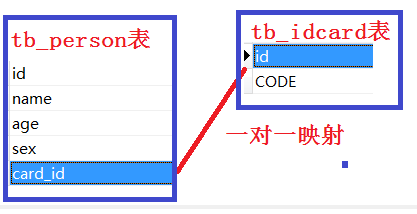 tb_person表
id
name
age
sex
card_id
tb_idcard表
id
CODE
一对一映射